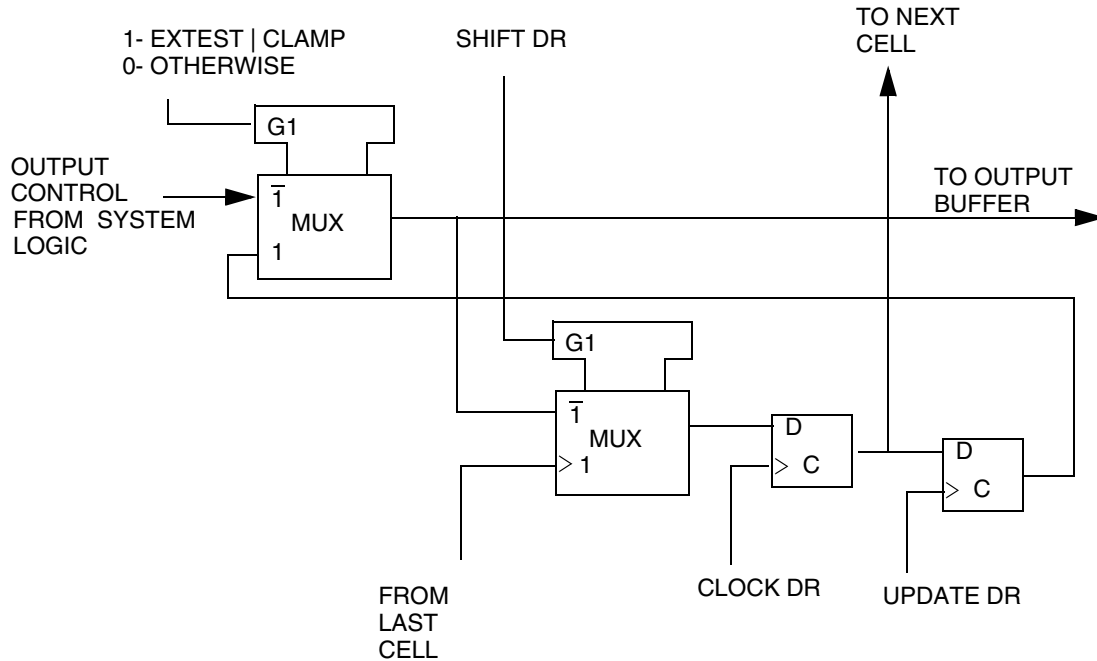 TO NEXT
CELL
1- EXTEST | CLAMP
0- OTHERWISE
SHIFT DR
G1
OUTPUT
CONTROL
FROM SYSTEM
LOGIC
1
MUX
1
TO OUTPUT
BUFFER
G1
1
MUX
1
D
C
D
C
FROM
LAST
CELL
CLOCK DR
UPDATE DR